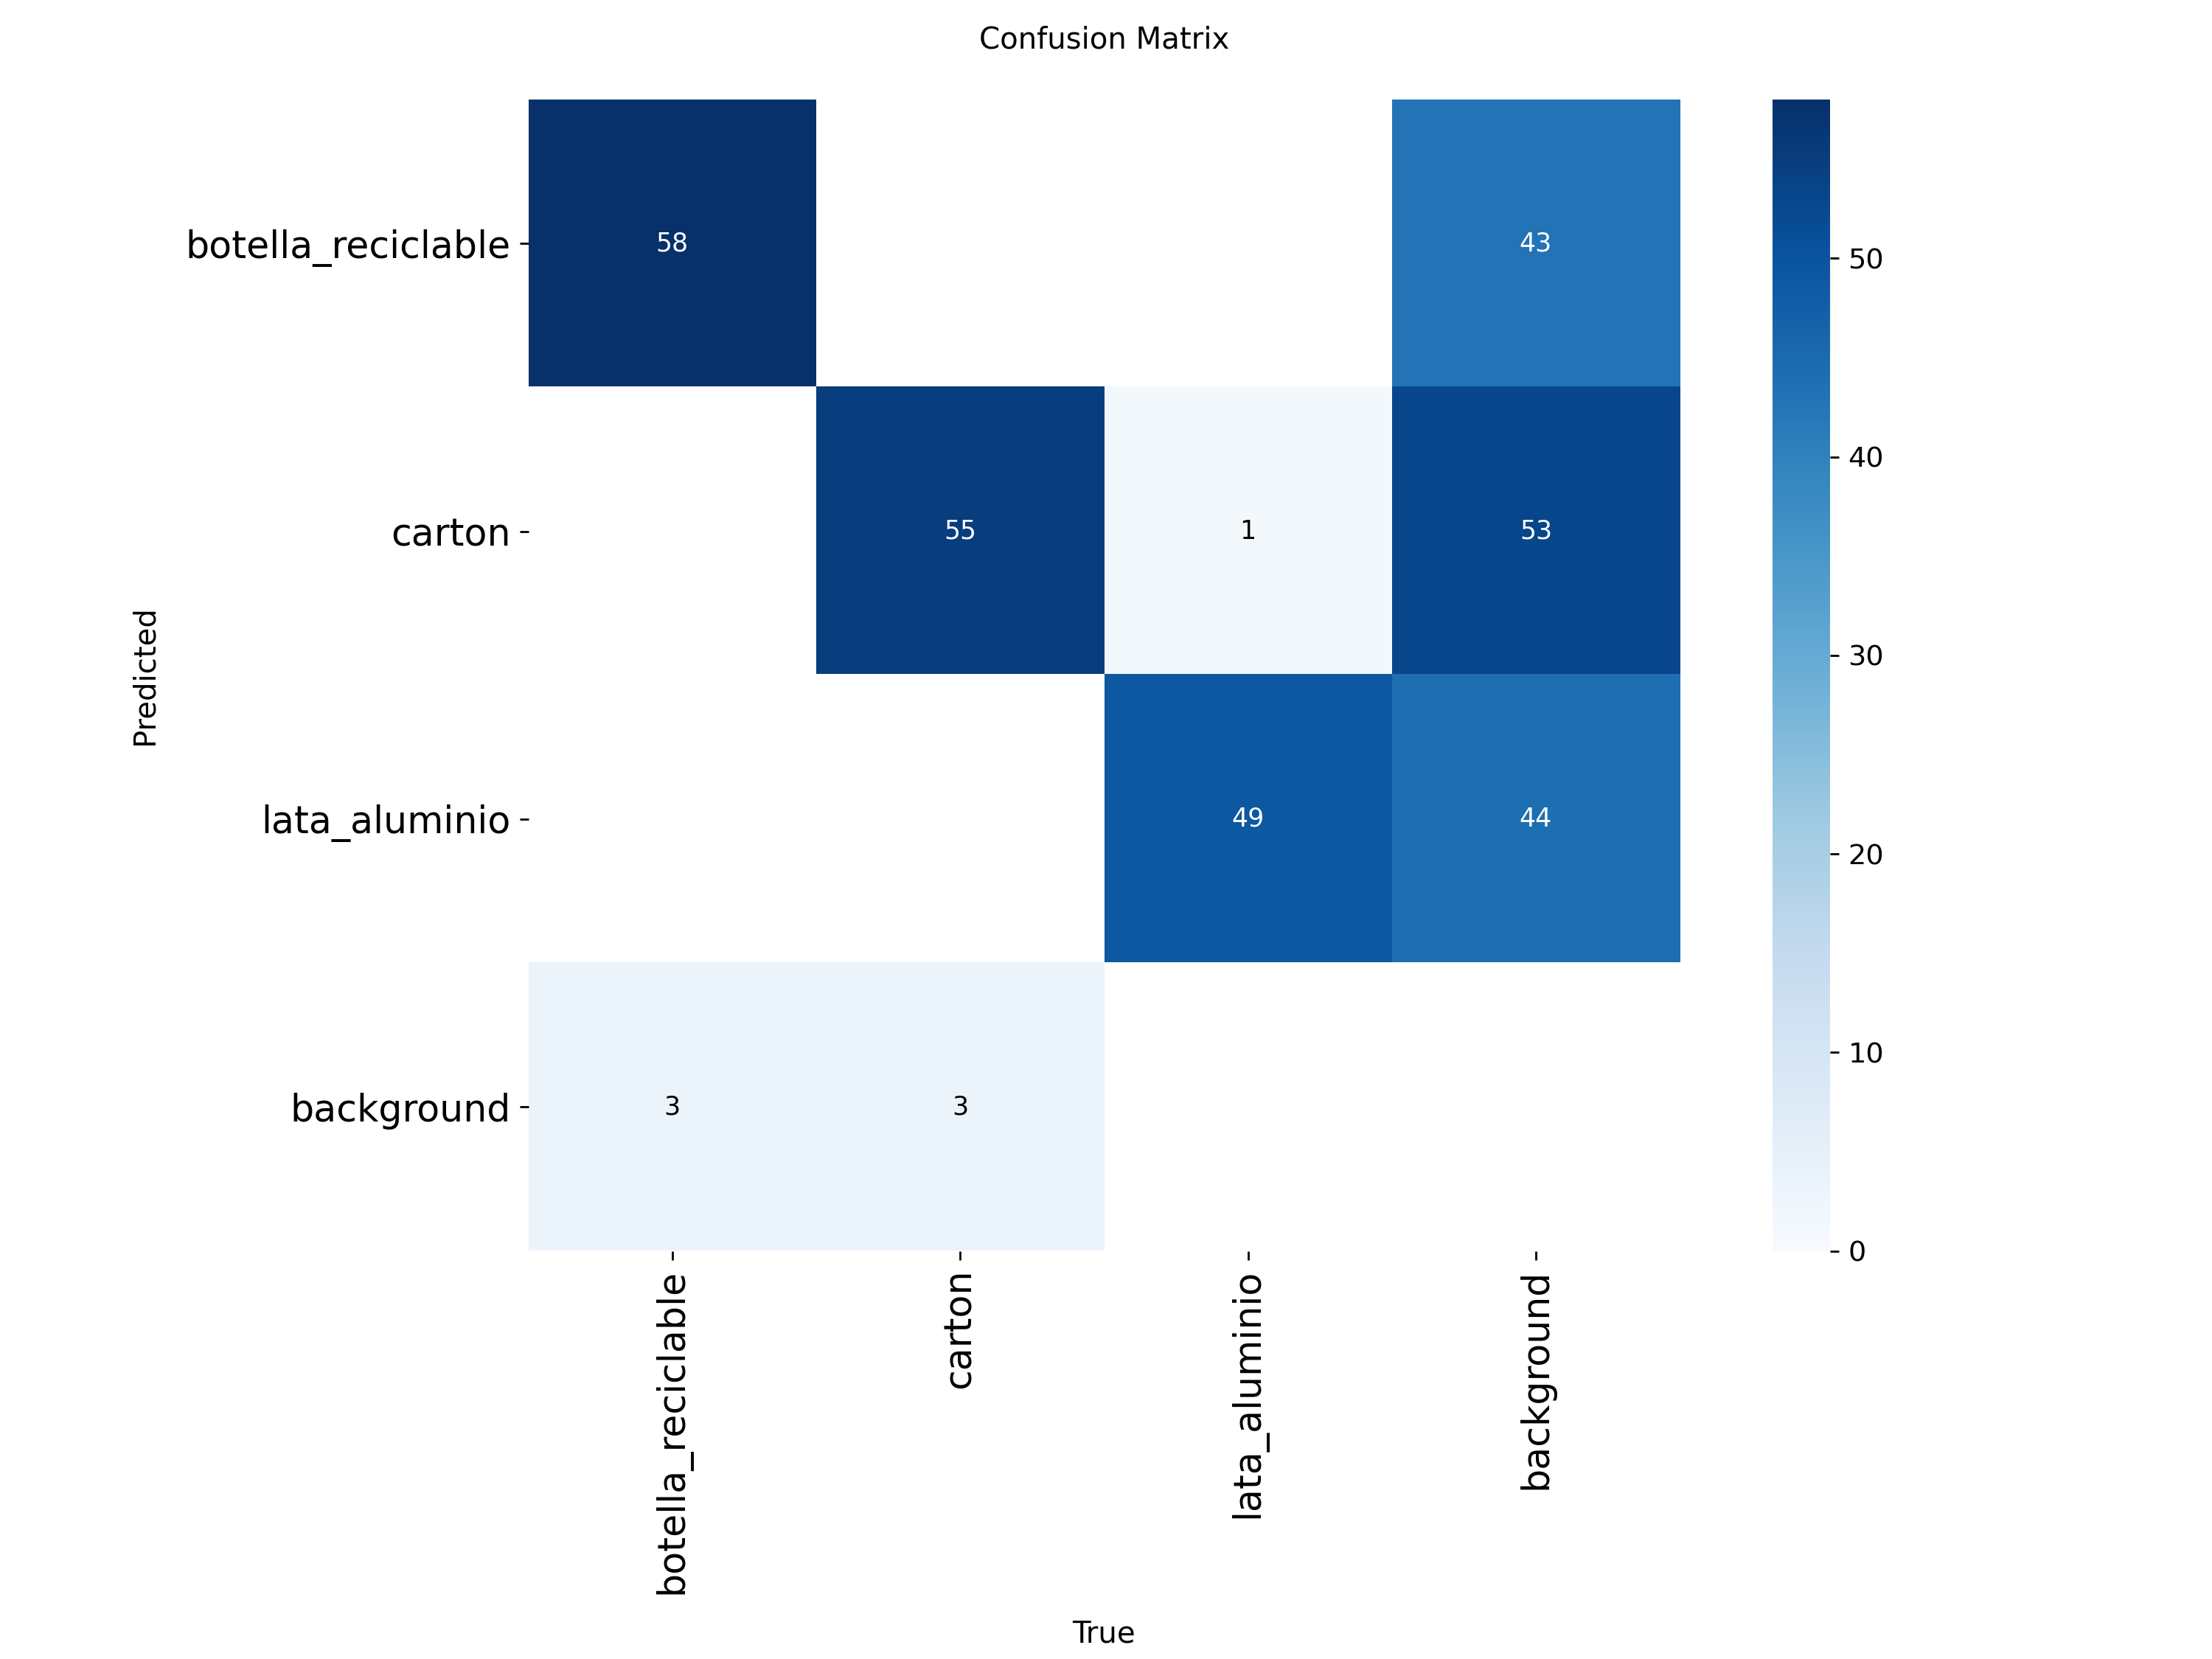 Confusion Matrix
botella_reciclable
58
43
50
40
carton
55
1
53
30
Predicted
lata_aluminio
49
44
20
10
background
3
3
0
botella_reciclable
carton
lata_aluminio
background
True